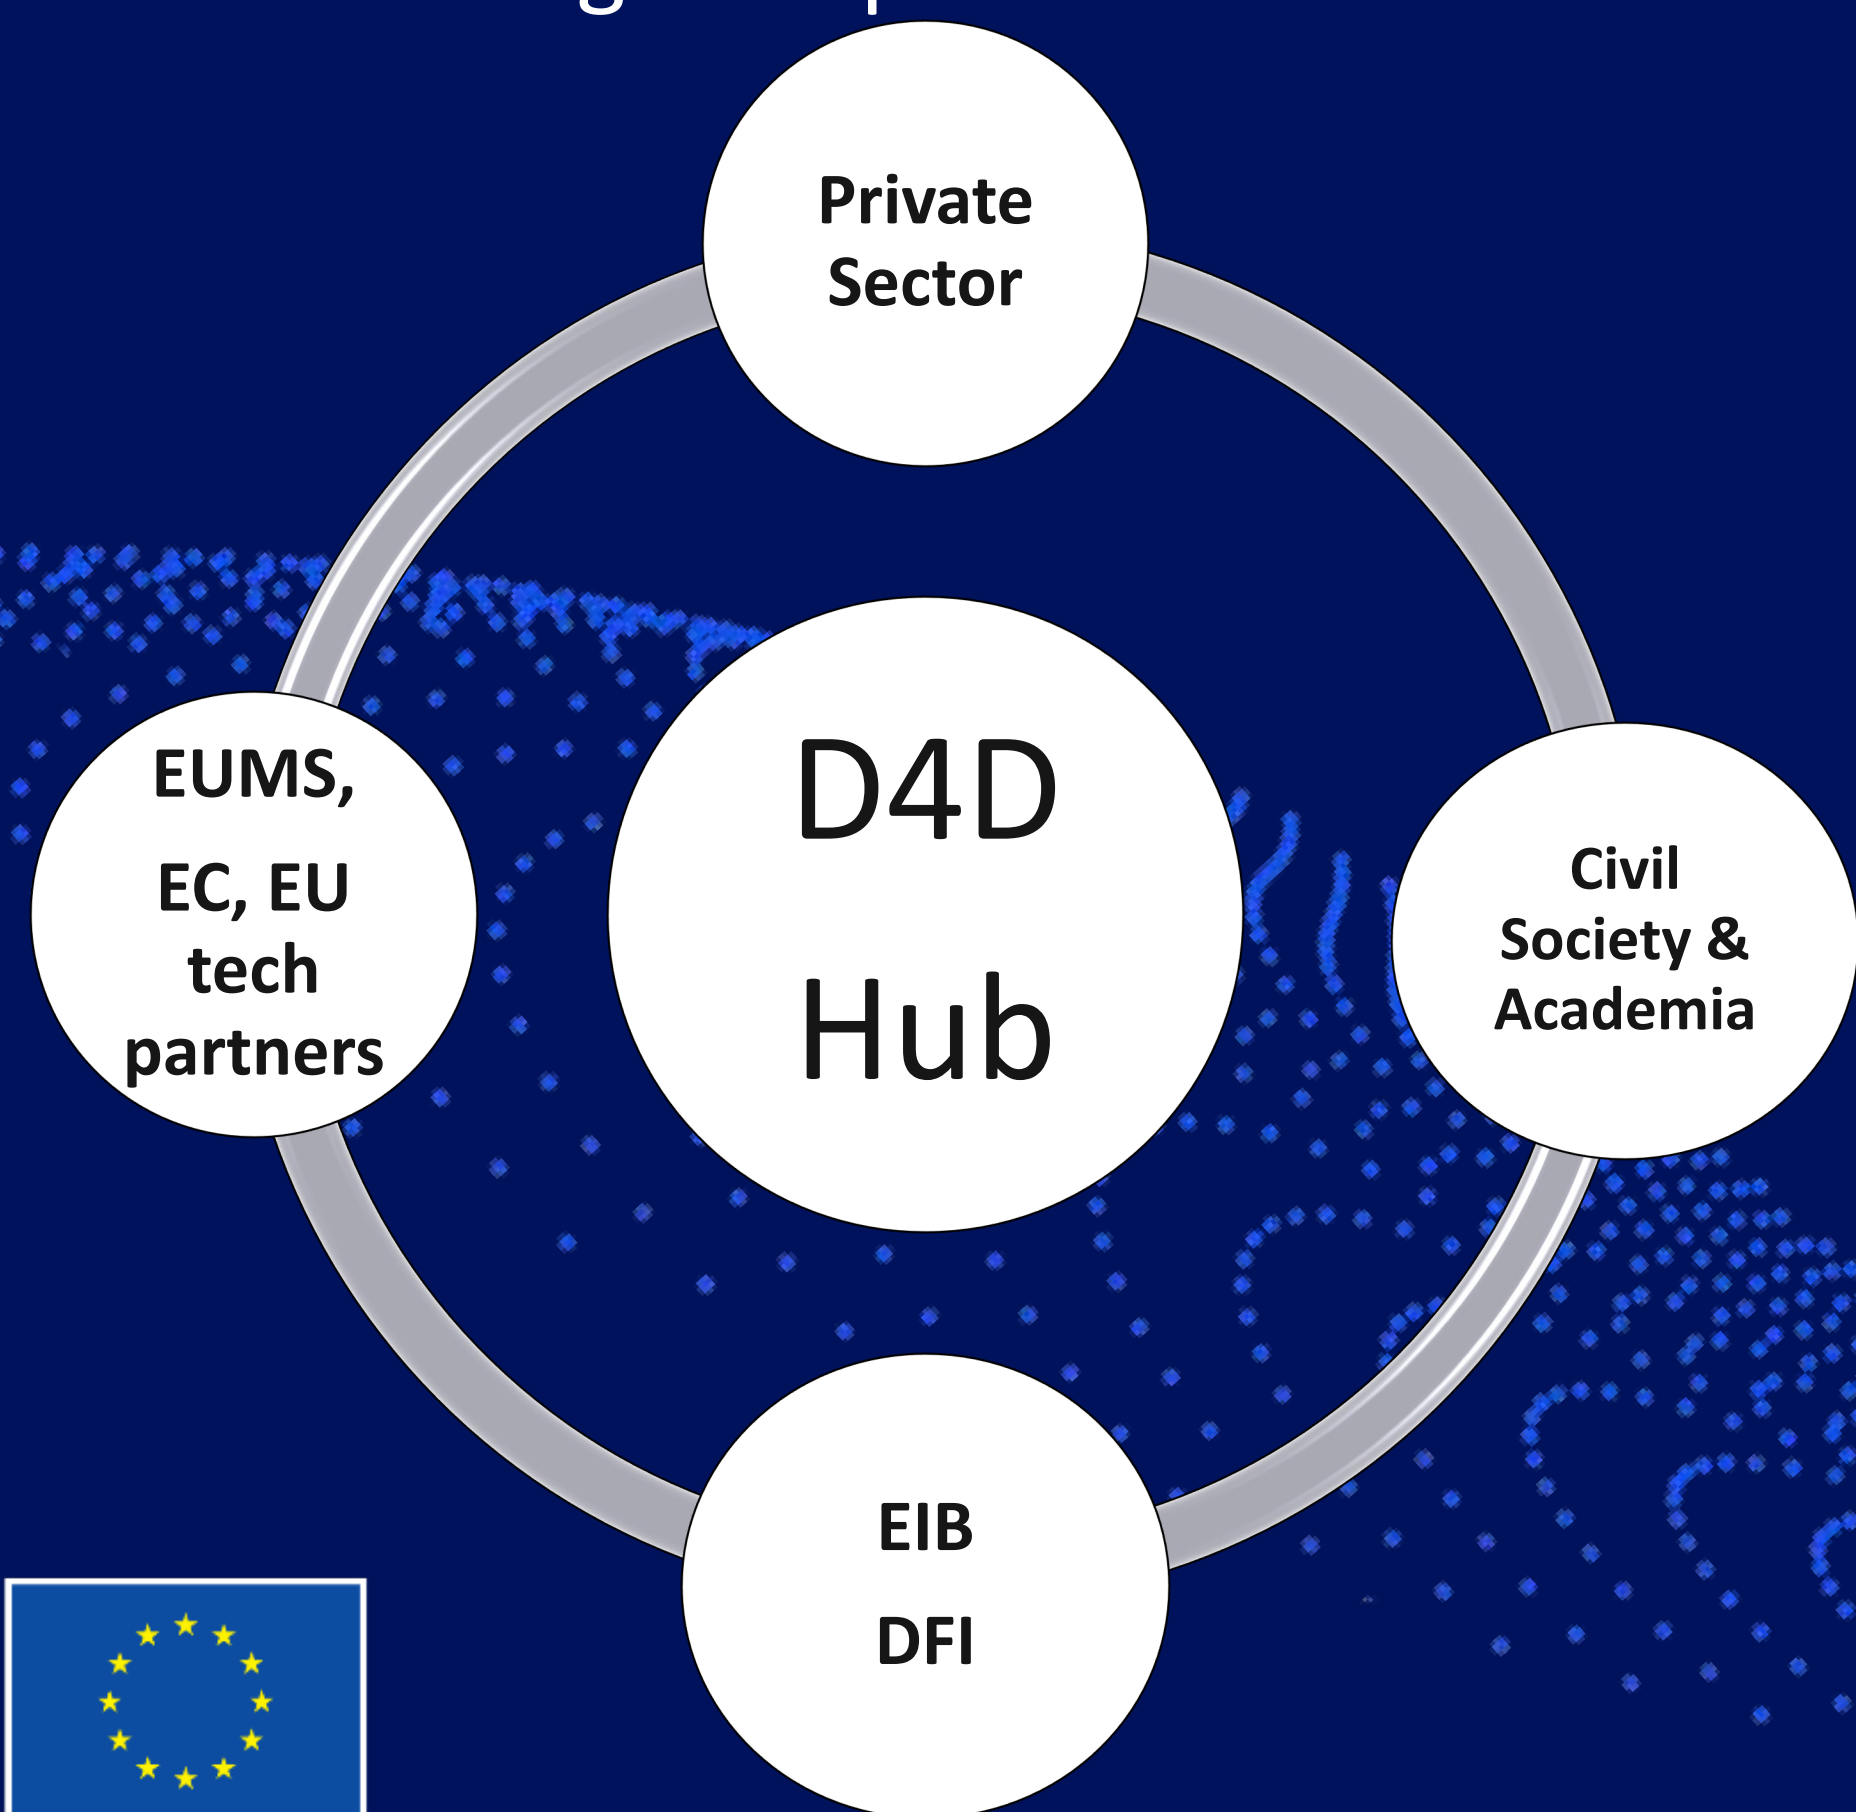 Private
Sector
EUMS,
EC, EU
tech
partners
D4D
Hub
Civil
Society &
Academia
EIB
DFI